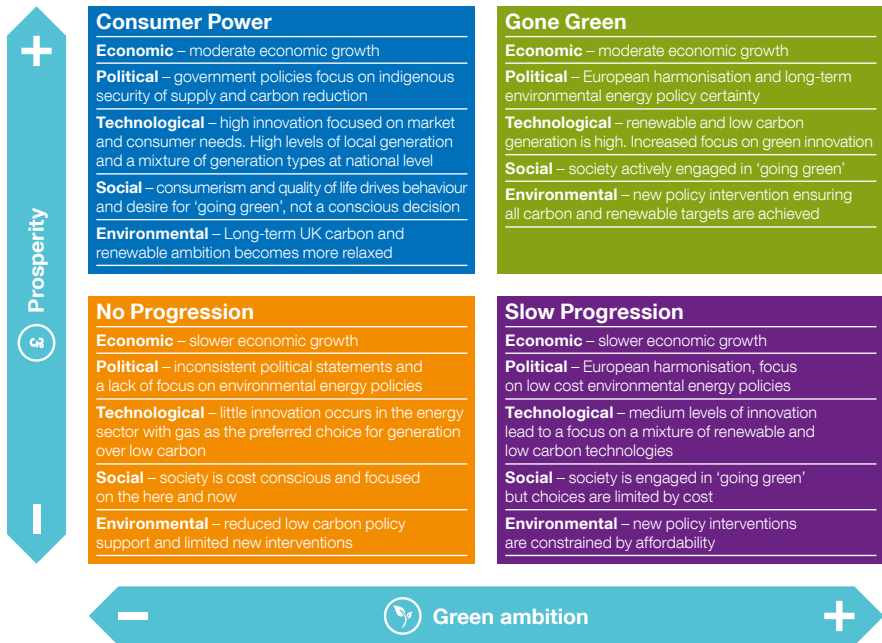 Consumer Power
Economic – moderate economic growth
Political – government policies focus on indigenous
security of supply and carbon reduction
Technological – high innovation focused on market
and consumer needs. High levels of local generation
and a mixture of generation types at national level
Social – consumerism and quality of life drives behaviour
and desire for ‘going green’, not a conscious decision
Environmental – Long-term UK carbon and
renewable ambition becomes more relaxed
Gone Green
Economic – moderate economic growth
Political – European harmonisation and long-term
environmental energy policy certainty
Technological – renewable and low carbon
generation is high. Increased focus on green innovation
Social – society actively engaged in ‘going green’
Environmental – new policy intervention ensuring
all carbon and renewable targets are achieved
No Progression
Economic – slower economic growth
Political – inconsistent political statements and
a lack of focus on environmental energy policies
Technological – little innovation occurs in the energy
sector with gas as the preferred choice for generation
over low carbon
Social – society is cost conscious and focused
on the here and now
Environmental – reduced low carbon policy
support and limited new interventions
Slow Progression
Economic – slower economic growth
Political – European harmonisation, focus
on low cost environmental energy policies
Technological – medium levels of innovation
lead to a focus on a mixture of renewable and
low carbon technologies
Social – society is engaged in ‘going green’
but choices are limited by cost
Environmental – new policy interventions
are constrained by affordability
+
£ Prosperity
–
– Green ambition +